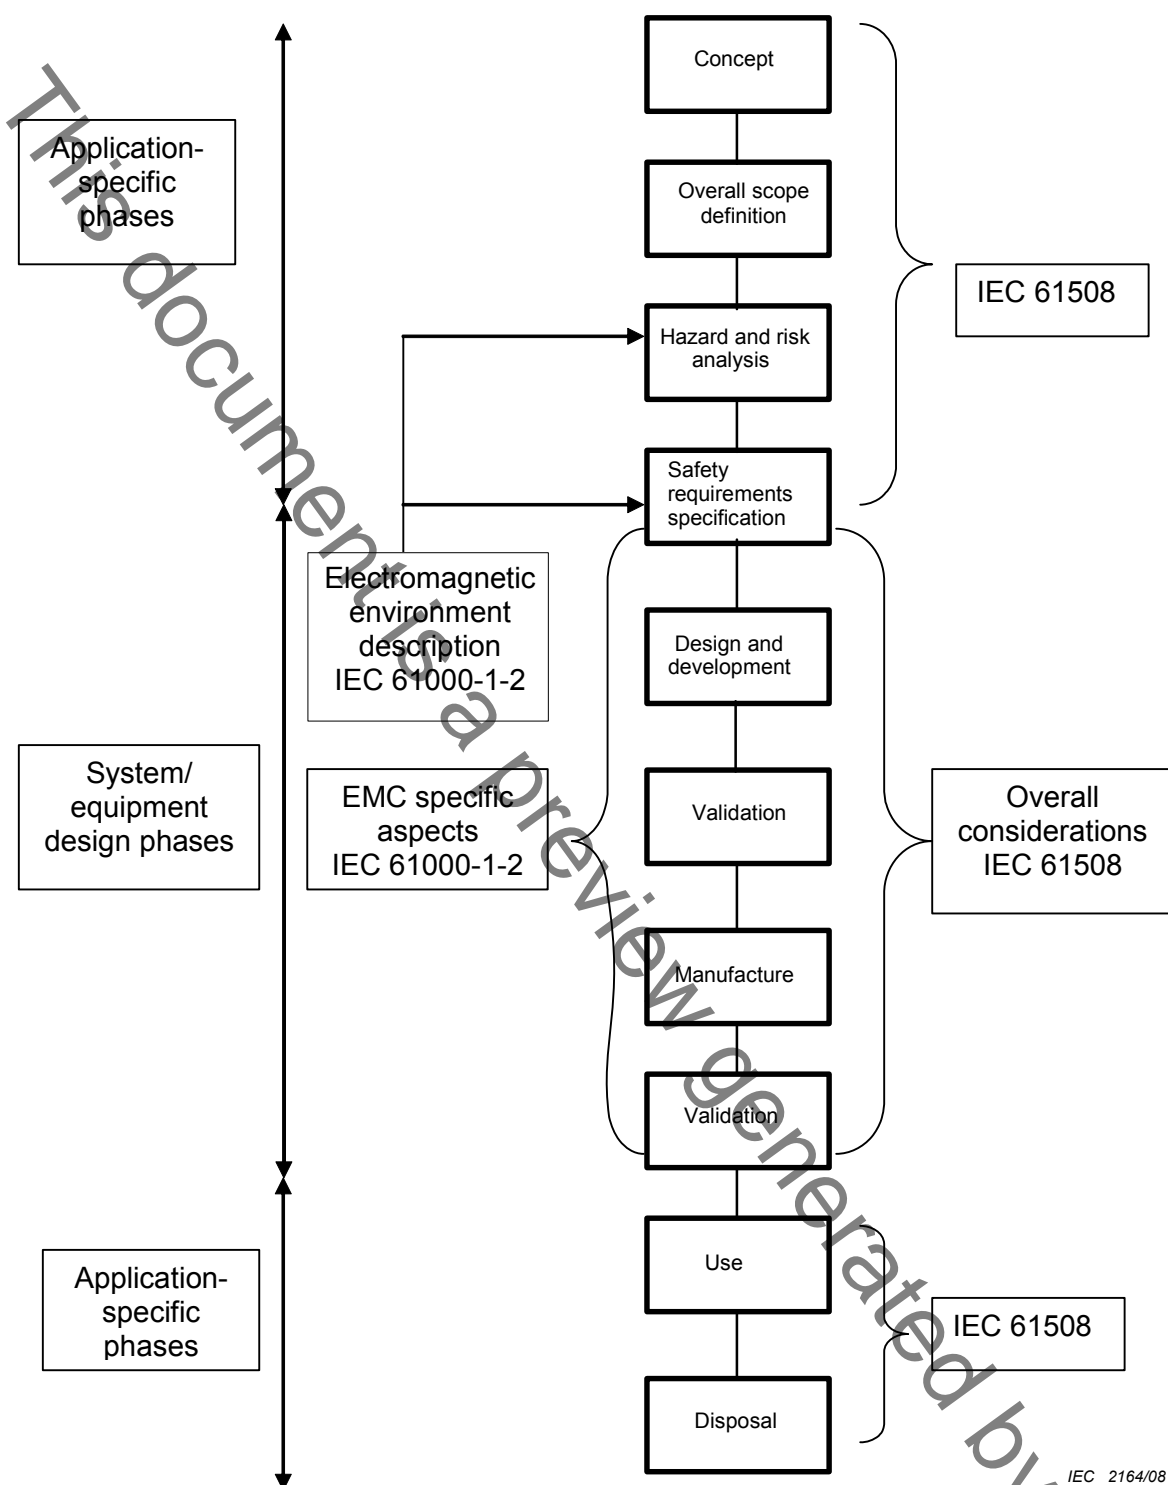 Concept
Application-
specific
phases
Overall scope
definition
IEC 61508
Hazard and risk
analysis
Safety
requirements
specification
Electromagnetic
environment
description
IEC 61000-1-2
Design and
development
System/
equipment
design phases
EMC specific
aspects
IEC 61000-1-2
Validation
Overall
considerations
IEC 61508
Manufacture
Validation
Use
Application-
specific
phases
IEC 61508
Disposal
IEC 2164/08
This document is a preview generated by